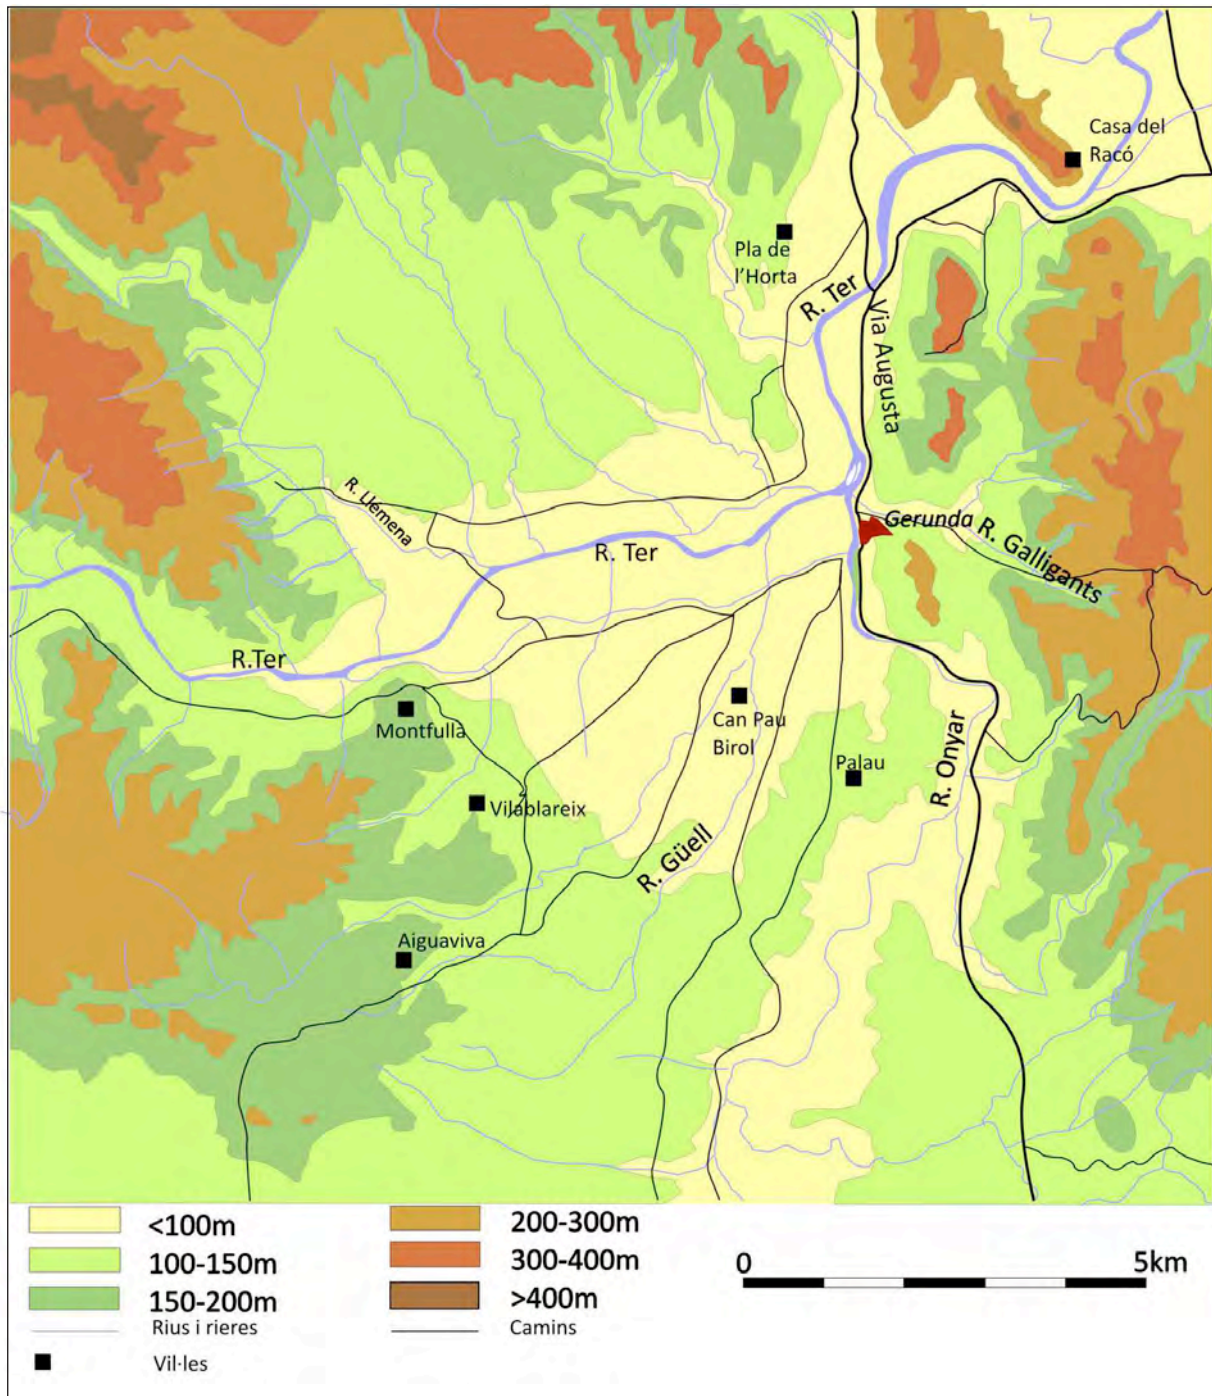 Casa del
Racó
Pla de
l'Horta
R. Ter
Via Augusta
R. Llemena
Gerunda
R. Galligants
R. Ter
R.Ter
Montfullà
Can Pau
Birol
R. Onyar
Palau
Vilablareix
R. Güell
Aiguaviva
<100m
200-300m
0
5km
100-150m
300-400m
150-200m
>400m
Rius i rieres
Camins
Vil·les